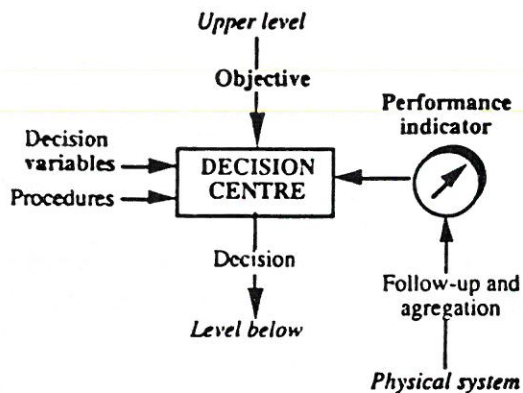 Upper level
Objective
Performance
indicator
Decision
variables
DECISION
CENTRE
Procedures
Decision
Follow-up and
agregation
Level below
Physical system